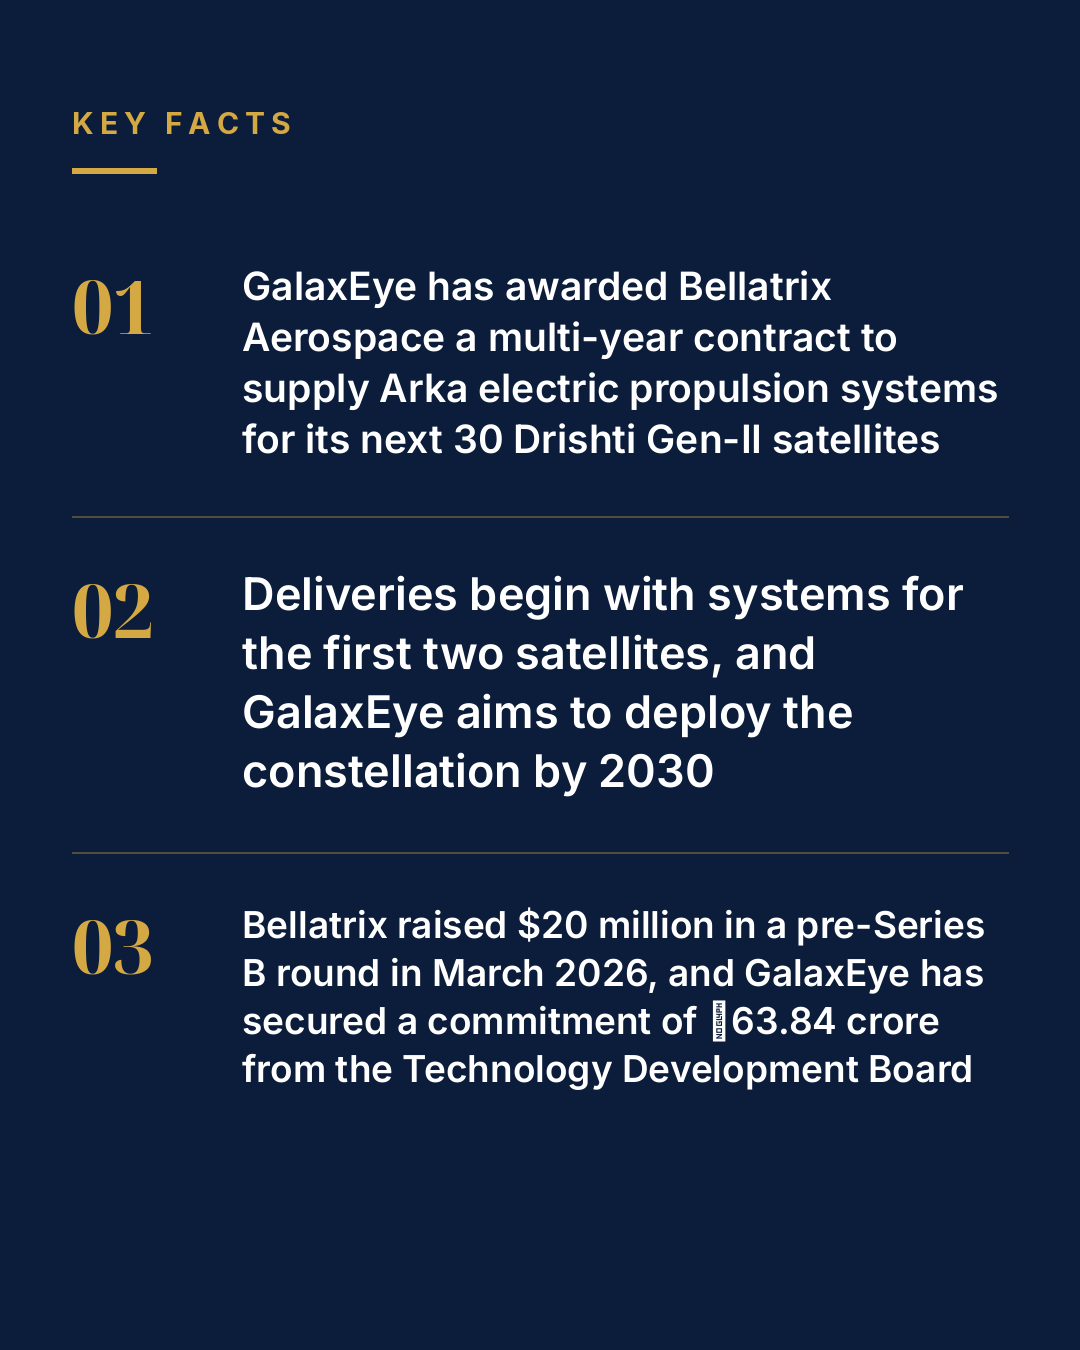 KEY FACTS
01
GalaxEye has awarded Bellatrix
Aerospace a multi-year contract to
supply Arka electric propulsion systems
for its next 30 Drishti Gen-II satellites
02
Deliveries begin with systems for
the first two satellites, and
GalaxEye aims to deploy the
constellation by 2030
03
Bellatrix raised $20 million in a pre-Series
B round in March 2026, and GalaxEye has
secured a commitment of 63.84 crore
from the Technology Development Board